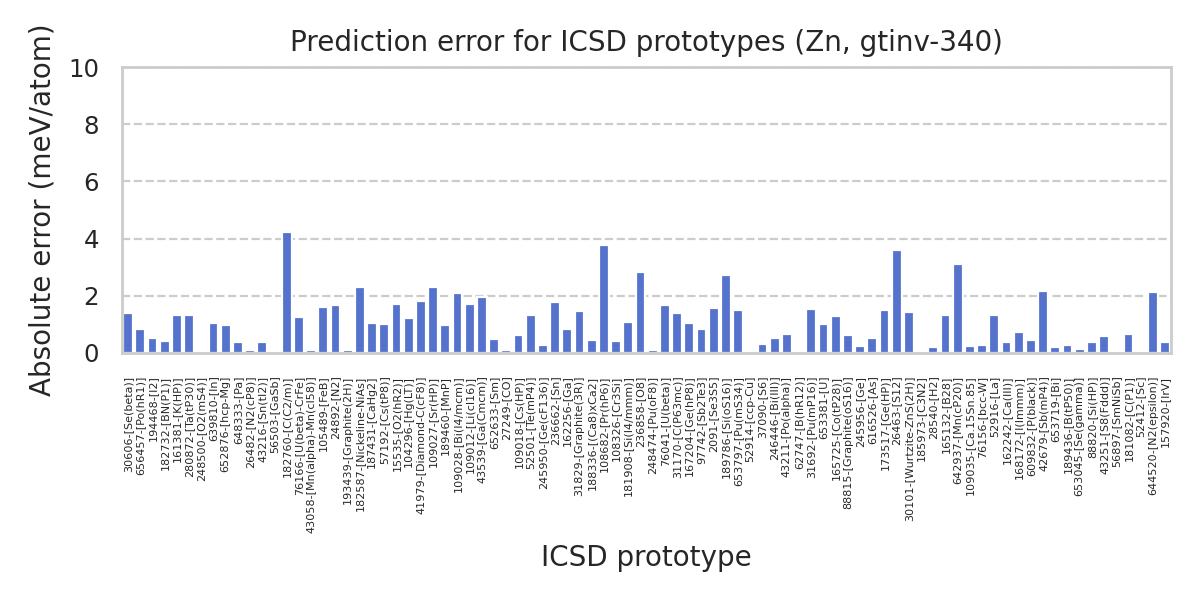 Prediction error for ICSD prototypes (Zn, gtinv-340)
Absolute error (meV/atom)
10
8
6
4
2
0
30606-[Se(beta)]
656457-[Po(hR1)]
194468-[I2]
182732-[BN(P1)]
16381-[K(HP)]
280872-[Ta(tP30)]
248500-[O2(mS4)]
639810-[In]
652876-[hcp-Mg]
648333-[Pa]
26482-[N2(cP8)]
43216-[Sn(tI2)]
56503-[GaSb]
182760-[C(C2/m)]
76166-[U(beta)-CrFe]
43058-[Mn(alpha)-Mn(cI58)]
105489-[FeB]
24892-[N2]
193439-[Graphite(2H)]
182587-[Nickeline-NiAs]
187431-[CaHg2]
57192-[Cs(tP8)]
15535-[O2(hR2)]
104296-[Hg(LT)]
41979-[Diamond-C(cF8)]
109027-[Sr(HP)]
189460-[MnP]
109028-[Bi(I4/mcm)]
109012-[Li(cI16)]
43539-[Ga(Cmcm)]
652633-[Sm]
27249-[CO]
109018-[Cs(HP)]
52501-[Te(mP4)]
245950-[Ge(cF136)]
236662-[Sn]
162256-[Ga]
31829-[Graphite(3R)]
188336-[(Ca8)xCa2]
108682-[Pr(hP6)]
108326-[Cr3Si]
181908-[Si(I4/mmm)]
236858-[O8]
248474-[Pu(oF8)]
76041-[U(beta)]
31170-[C(P63mc)]
167204-[Ge(hP8)]
97742-[Sb2Te3]
2091-[Se3S5]
189786-[Si(oS16)]
653797-[Pu(mS34)]
52914-[ccp-Cu]
37090-[S6]
246446-[Bi(III)]
43211-[Po(alpha)]
62747-[B(hR12)]
31692-[Pu(mP16)]
653381-[U]
165725-[Co(tP28)]
88815-[Graphite(oS16)]
245956-[Ge]
616526-[As]
173517-[Ge(HP)]
26463-[S12]
30101-[Wurtzite-ZnS(2H)]
185973-[C3N2]
28540-[H2]
165132-[B28]
642937-[Mn(cP20)]
109035-[Ca.15Sn.85]
76156-[bcc-W]
52916-[La]
162242-[Ca(III)]
168172-[I(Immm)]
609832-[P(black)]
42679-[Sb(mP4)]
653719-[Bi]
189436-[B(tP50)]
653045-[Se(gamma)]
88820-[Si(HP)]
43251-[S8(Fddd)]
56897-[SmNiSb]
181082-[C(P1)]
52412-[Sc]
644520-[N2(epsilon)]
157920-[IrV]
ICSD prototype